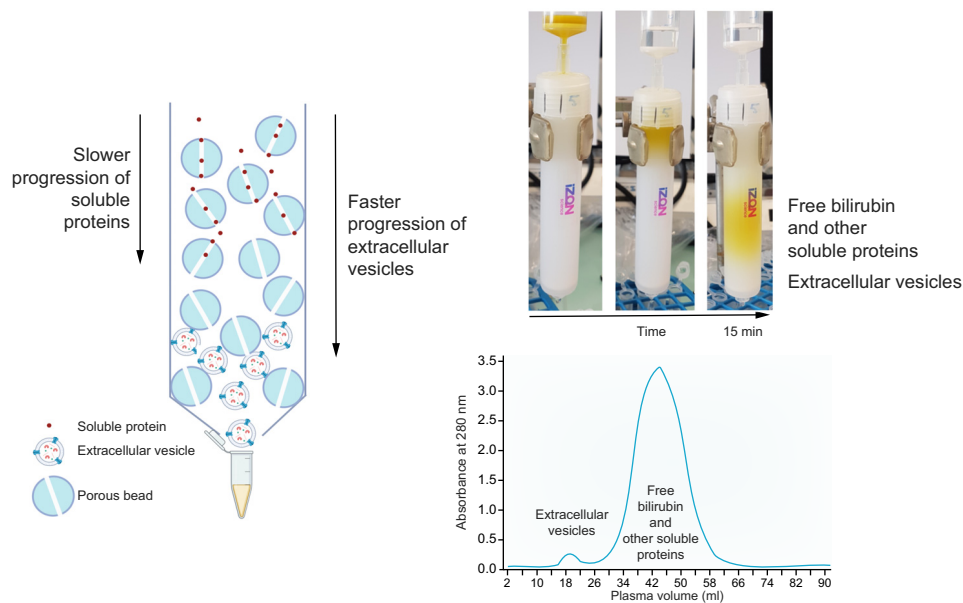 Slower
progression of
soluble
proteins
Faster
progression of
extracellular
vesicles
Soluble protein
Extracellular vesicle
Porous bead
iZON
iZON
iZON
Free bilirubin
and other
soluble proteins
Extracellular vesicles
Time
15 min
Absorbance at 280 nm
3.5
3.0
2.5
2.0
1.5
1.0
0.5
0.0
Extracellular
vesicles
Free
bilirubin
and
other soluble
proteins
2 10 18 26 34 42 50 58 66 74 82 90
Plasma volume (ml)